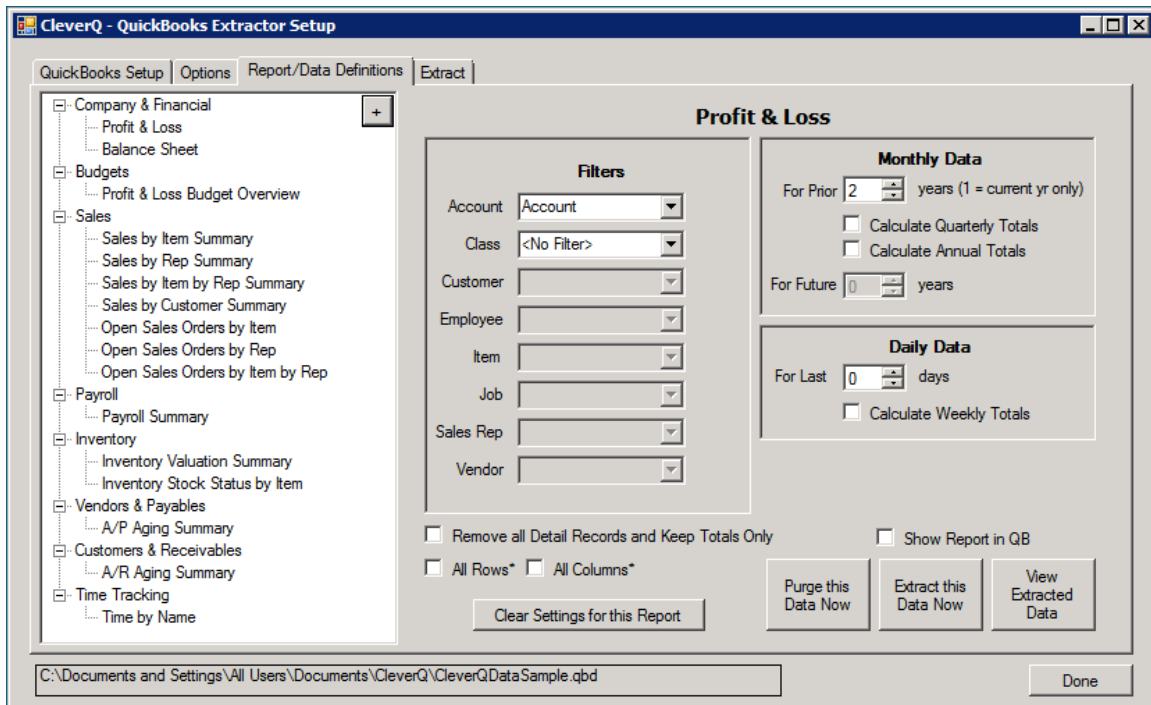 CleverQ - QuickBooks Extractor Setup
QuickBooks Setup Options Report/Data Definitions Extract
Company & Financial
Profit & Loss
Balance Sheet
Budgets
Profit & Loss Budget Overview
Sales
Sales by Item Summary
Sales by Rep Summary
Sales by Item by Rep Summary
Sales by Customer Summary
Open Sales Orders by Item
Open Sales Orders by Rep
Open Sales Orders by Item by Rep
Payroll
Payroll Summary
Inventory
Inventory Valuation Summary
Inventory Stock Status by Item
Vendors & Payables
A/P Aging Summary
Customers & Receivables
A/R Aging Summary
Time Tracking
Time by Name
+
Profit & Loss
Filters
Account Account
Class <No Filter>
Customer
Employee
Item
Job
Sales Rep
Vendor
Monthly Data
For Prior 2 years (1 = current yr only)
Calculate Quarterly Totals
Calculate Annual Totals
For Future 0 years
Daily Data
For Last 0 days
Calculate Weekly Totals
Remove all Detail Records and Keep Totals Only
Show Report in QB
All Rows* All Columns*
Clear Settings for this Report
Purge this
Data Now
Extract this
Data Now
View
Extracted
Data
C:\Documents and Settings\All Users\Documents\CleverQ\CleverQDataSample.qbd
Done